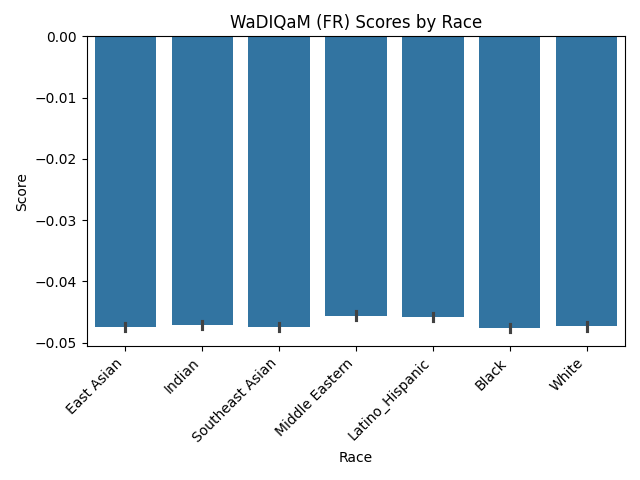 WaDIQaM (FR) Scores by Race
0.00
−0.01
−0.02
−0.03
−0.04
−0.05
Score
East Asian
Indian
Southeast Asian
Middle Eastern
Latino_Hispanic
Black
White
Race